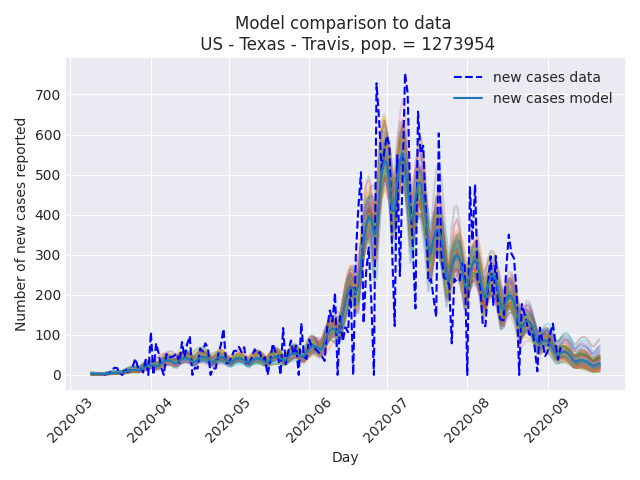 Model comparison to data
US - Texas - Travis, pop. = 1273954
new cases data
new cases model
Number of new cases reported
700
600
500
400
300
200
100
0
2020-03
2020-04
2020-05
2020-06
2020-07
2020-08
2020-09
Day